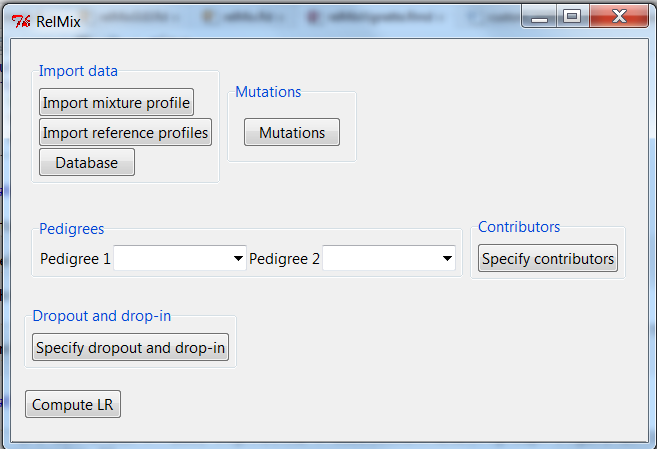 RelMix
Import data
Import mixture profile
Import reference profiles
Database
Mutations
Mutations
Pedigrees
Pedigree 1 Pedigree 2
Contributors
Specify contributors
Dropout and drop-in
Specify dropout and drop-in
Compute LR